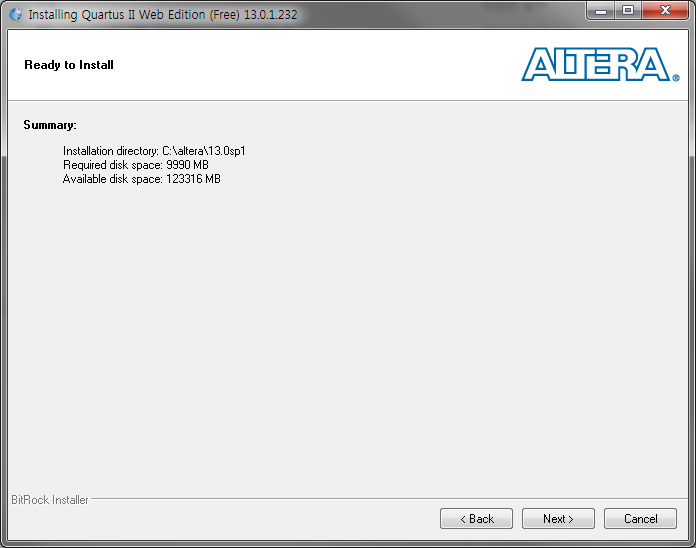 Installing Quartus II Web Edition (Free) 13.0.1.232
Ready to Install
ALTERA®
Summary:
Installation directory: C:\altera\13.0sp1
Required disk space: 9990 MB
Available disk space: 123316 MB
BitRock Installer
< Back
Next >
Cancel